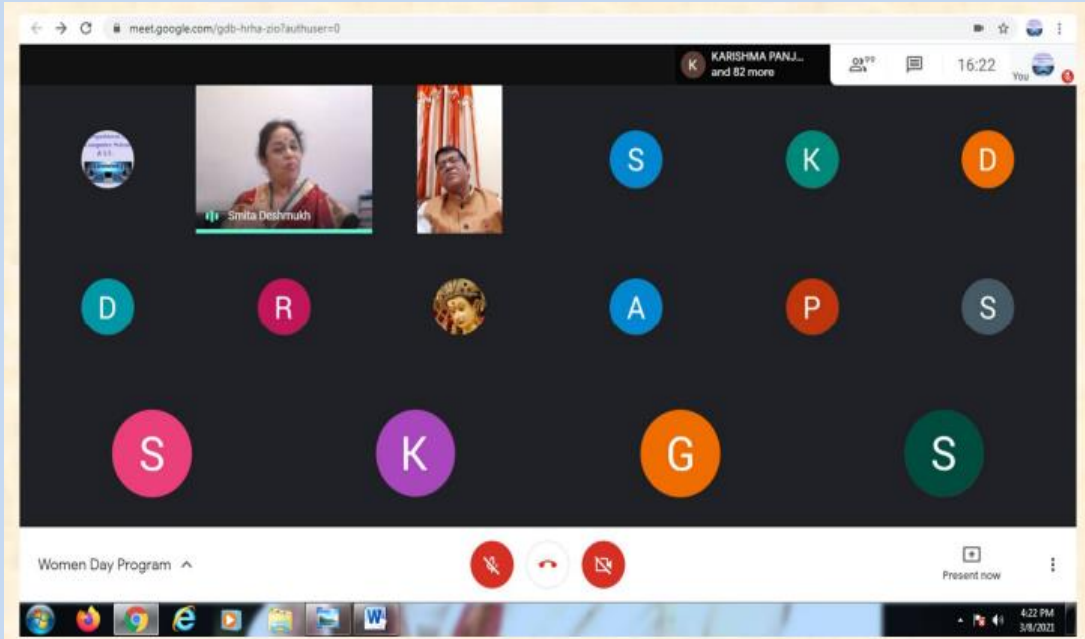 meet.google.com/gdb-hrha-zio?authuser=0
K KARISHMA PANJ...
and 82 more
99
16:22
You
Smita Deshmukh
S K D
D R A P S
S K G S
Women Day Program
Present now
4:22 PM
3/8/2021